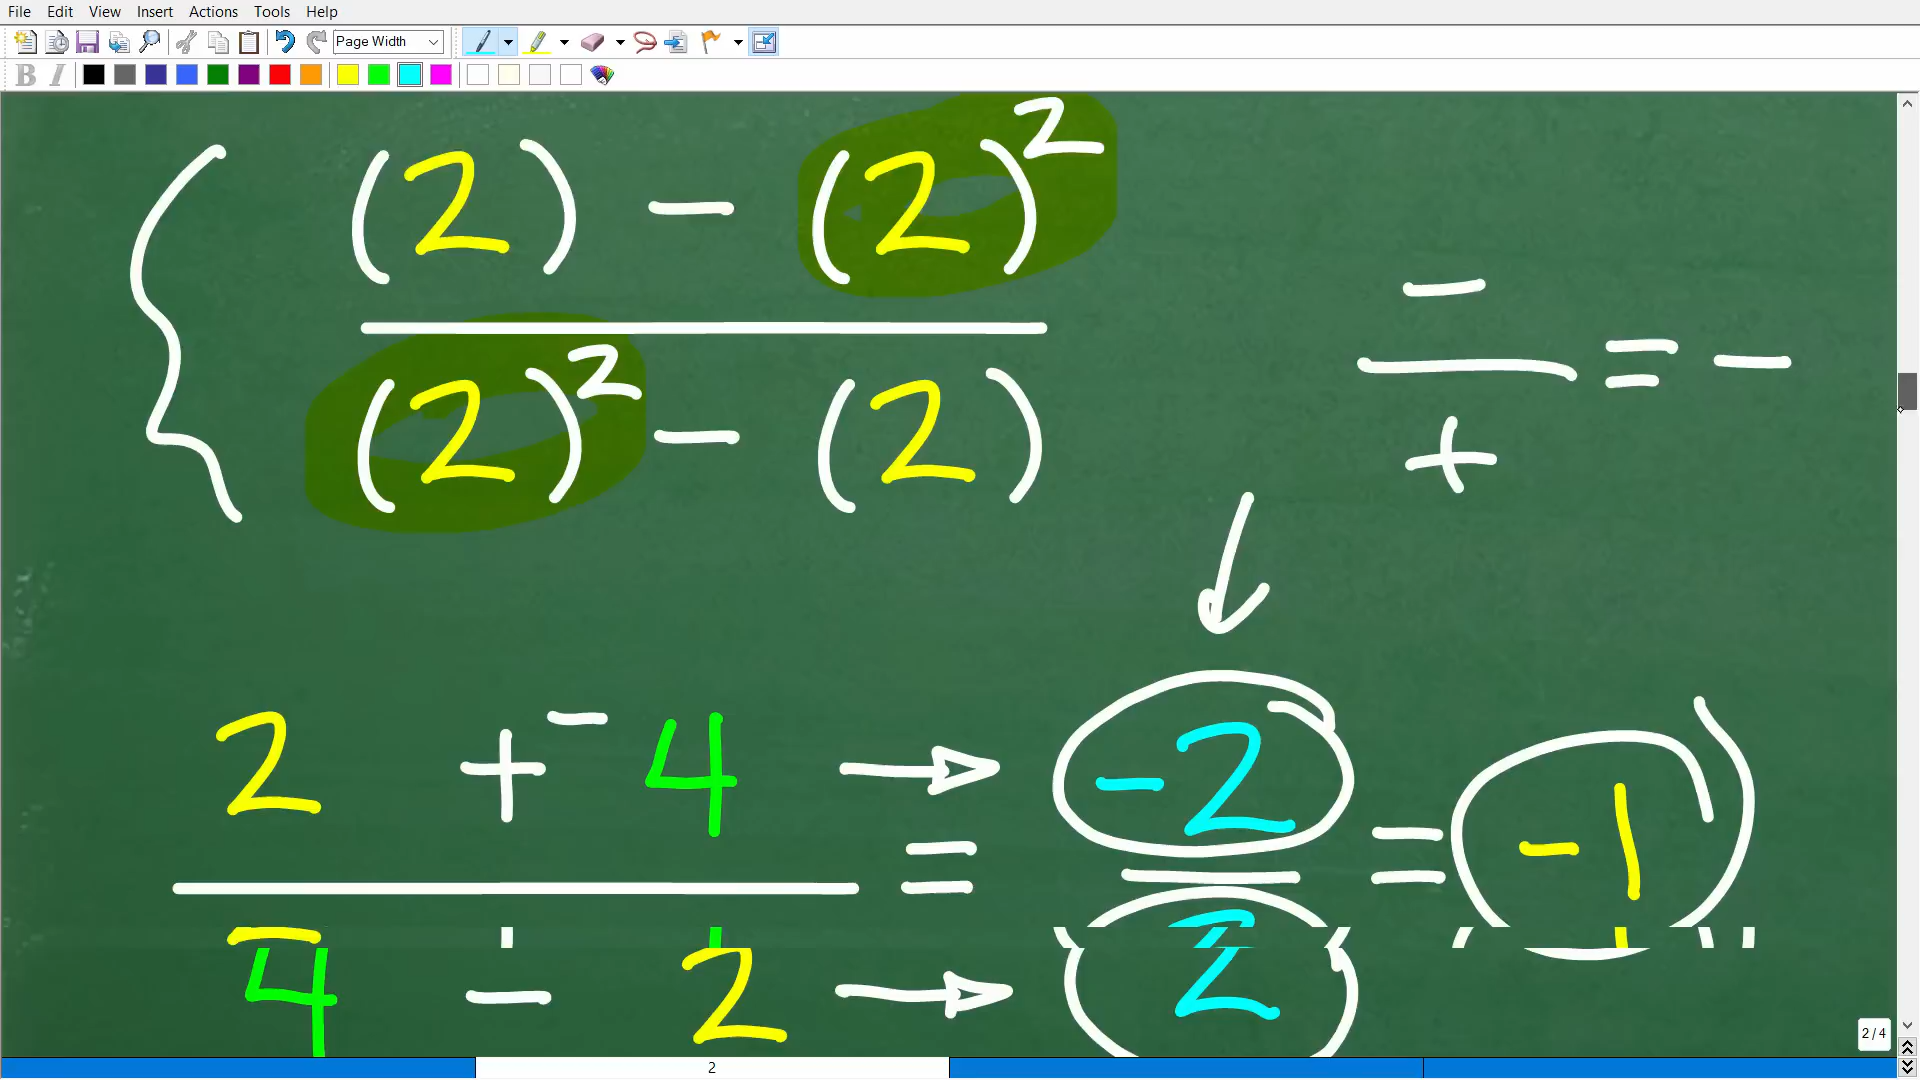 File Edit View Insert Actions Tools Help
Page Width
B I
(2) - (2)²
(2)² - (2)
-
+
= -
2 + - 4 → -2
= = -1
4 - 2 → 2
2 / 4
2